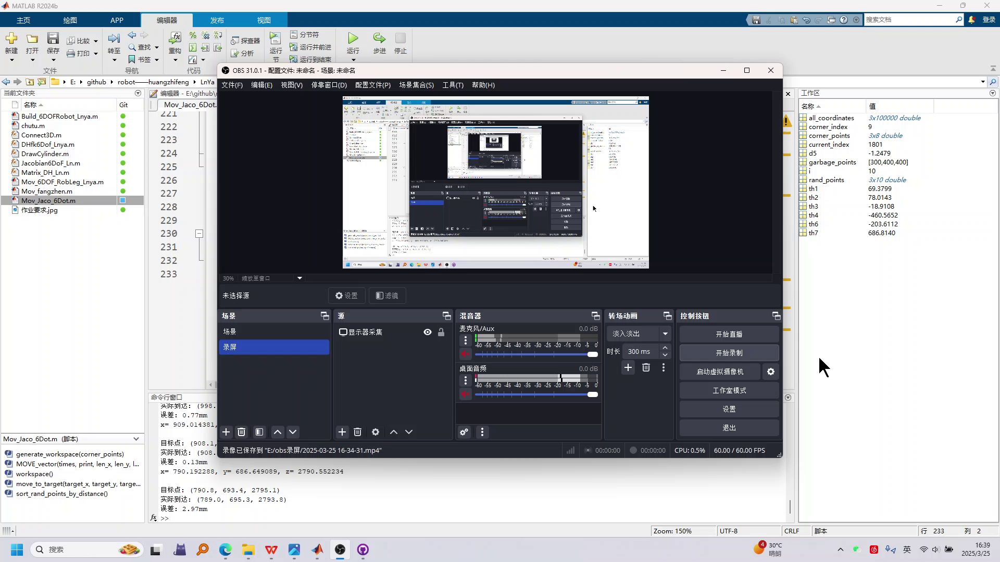 MATLAB R2024b
主页
绘图
APP
编辑器
发布
视图
搜索文档
登录
新建
打开
保存
比较
打印
转至
查找
书签
重构
探查器
分析
运行
节
分节符
运行并前进
运行到结束
运行
步进
停止
文件
导航
代码
E:
github
robot——huangzhifeng
LnYa
当前文件夹
名称
Git
Build_6DOFRobot_Lnya.m
chutu.m
Connect3D.m
DHfk6Dof_Lnya.m
DrawCylinder.m
Jacobian6DoF_Ln.m
Matrix_DH_Ln.m
Mov_6DOF_RobLeg_Lnya.m
Mov_fangzhen.m
Mov_Jaco_6Dot.m
作业要求.jpg
Mov_Jaco_6Dot.m (脚本)
generate_workspace(corner_points)
MOVE_vector(times, print, len_x, len_y, l...
workspace()
move_to_target(target_x, target_y, targe...
sort_rand_points_by_distance()
编辑器 - E:\github\r
Mov_Jaco_6Dot.
221
222
223
224
225
226
227
228
229
230
231
232
233
命令行窗口
实际到达: (998.
误差: 0.77mm
x= 909.014381,
目标点: (908.1,
实际到达: (908.
误差: 0.13mm
x= 790.192288, y= 686.649089, z= 2790.552234
目标点: (790.8, 693.4, 2795.1)
实际到达: (789.0, 695.3, 2793.8)
误差: 2.97mm
fx >>
OBS 31.0.1 - 配置文件: 未命名 - 场景: 未命名
文件(F)
编辑(E)
视图(V)
停靠窗口(D)
配置文件(P)
场景集合(S)
工具(T)
帮助(H)
30%
缩放至窗口
未选择源
设置
滤镜
场景
场景
录屏
源
显示器采集
混音器
麦克风/Aux
0.0 dB
-60 -55 -50 -45 -40 -35 -30 -25 -20 -15 -10 -5 0
桌面音频
0.0 dB
-60 -55 -50 -45 -40 -35 -30 -25 -20 -15 -10 -5 0
转场动画
淡入淡出
时长
300 ms
控制按钮
开始直播
开始录制
启动虚拟摄像机
工作室模式
设置
退出
录像已保存到 "E:/obs录屏/2025-03-25 16-34-31.mp4"
00:00:00
00:00:00
CPU: 0.5%
60.00 / 60.00 FPS
工作区
名称
值
all_coordinates 3x100000 double
corner_index 9
corner_points 3x8 double
current_index 1801
d5 -1.2479
garbage_points [300,400,400]
i 10
rand_points 3x10 double
th1 69.3799
th2 78.0143
th3 -18.9108
th4 -460.5652
th6 -203.6112
th7 686.8140
Zoom: 150%
UTF-8
CRLF
脚本
行 233
列 2
搜索
4
30°C
晴朗
英
16:39
2025/3/25